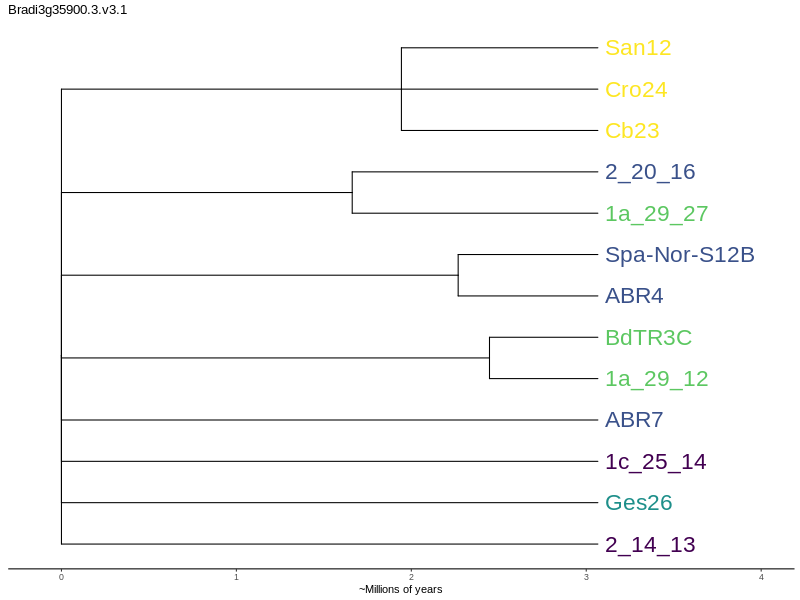 Bradi3g35900.3.v3.1
San12
Cro24
Cb23
2_20_16
1a_29_27
Spa-Nor-S12B
ABR4
BdTR3C
1a_29_12
ABR7
1c_25_14
Ges26
2_14_13
0 1 2 3 4
~Millions of years